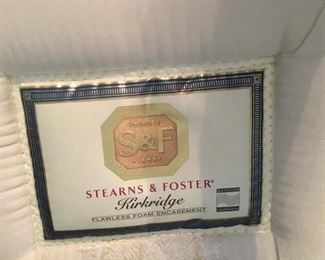 S&F
STEARNS & FOSTER®
Kirkridge
FLAWLESS FOAM ENCASEMENT